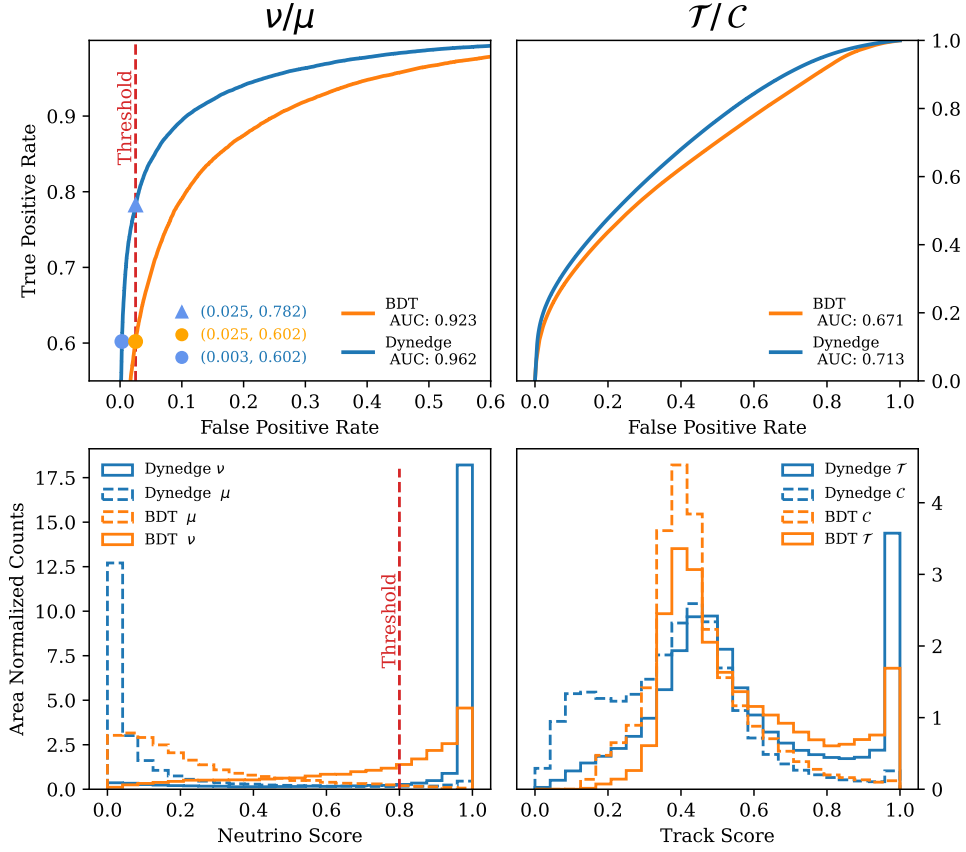 ν/μ
𝒯/𝒞
True Positive Rate
0.9
0.8
0.7
0.6
Threshold
(0.025, 0.782)
(0.025, 0.602)
(0.003, 0.602)
BDT
AUC: 0.923
Dynedge
AUC: 0.962
0.0 0.1 0.2 0.3 0.4 0.5 0.6
False Positive Rate
BDT
AUC: 0.671
Dynedge
AUC: 0.713
1.0
0.8
0.6
0.4
0.2
0.0
0.0 0.2 0.4 0.6 0.8 1.0
False Positive Rate
Area Normalized Counts
17.5
15.0
12.5
10.0
7.5
5.0
2.5
0.0
Dynedge ν
Dynedge μ
BDT μ
BDT ν
Threshold
0.0 0.2 0.4 0.6 0.8 1.0
Neutrino Score
Dynedge 𝒯
Dynedge 𝒞
BDT 𝒞
BDT 𝒯
4
3
2
1
0
0.0 0.2 0.4 0.6 0.8 1.0
Track Score